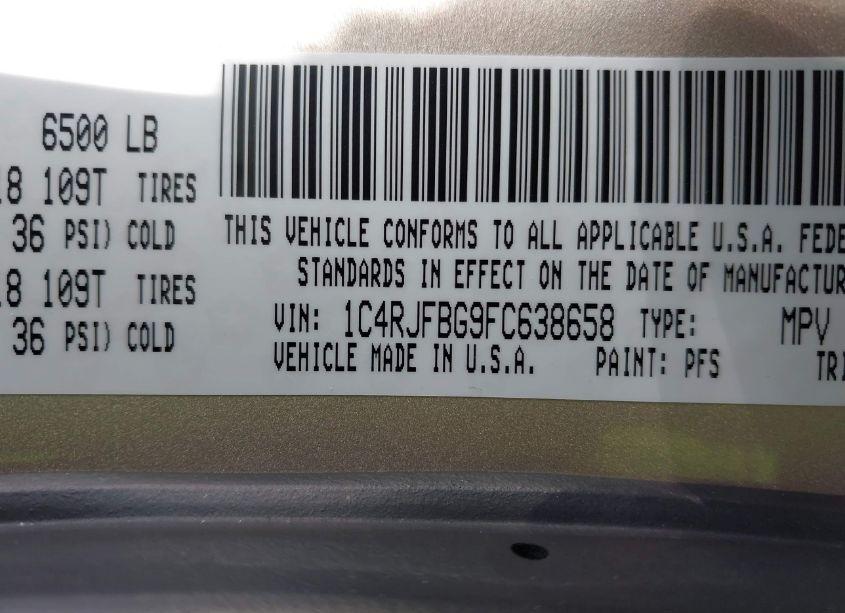 6500 LB
18 109T TIRES
36 PSI) COLD
18 109T TIRES
36 PSI) COLD
THIS VEHICLE CONFORMS TO ALL APPLICABLE U.S.A. FEDE
STANDARDS IN EFFECT ON THE DATE OF MANUFACTUR
VIN: 1C4RJFBG9FC638658 TYPE: MPV
VEHICLE MADE IN U.S.A. PAINT: PFS TRI